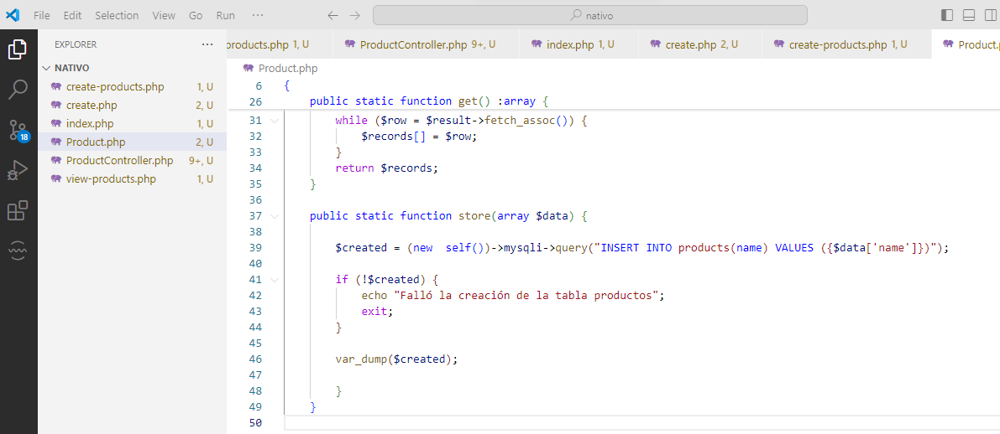 File Edit Selection View Go Run ··· ← → nativo
EXPLORER ···
NATIVO
create-products.php 1, U
create.php 2, U
index.php 1, U
Product.php 2, U
ProductController.php 9+, U
view-products.php 1, U
18
products.php 1, U ProductController.php 9+, U index.php 1, U create.php 2, U create-products.php 1, U Product.
Product.php
6 {
26 public static function get() :array {
31 while ($row = $result->fetch_assoc()) {
32 $records[] = $row;
33 }
34 return $records;
35 }
36
37 public static function store(array $data) {
38
39 $created = (new  self())->mysqli->query("INSERT INTO products(name) VALUES ({$data['name']})");
40
41 if (!$created) {
42 echo "Falló la creación de la tabla productos";
43 exit;
44 }
45
46 var_dump($created);
47
48 }
49 }
50